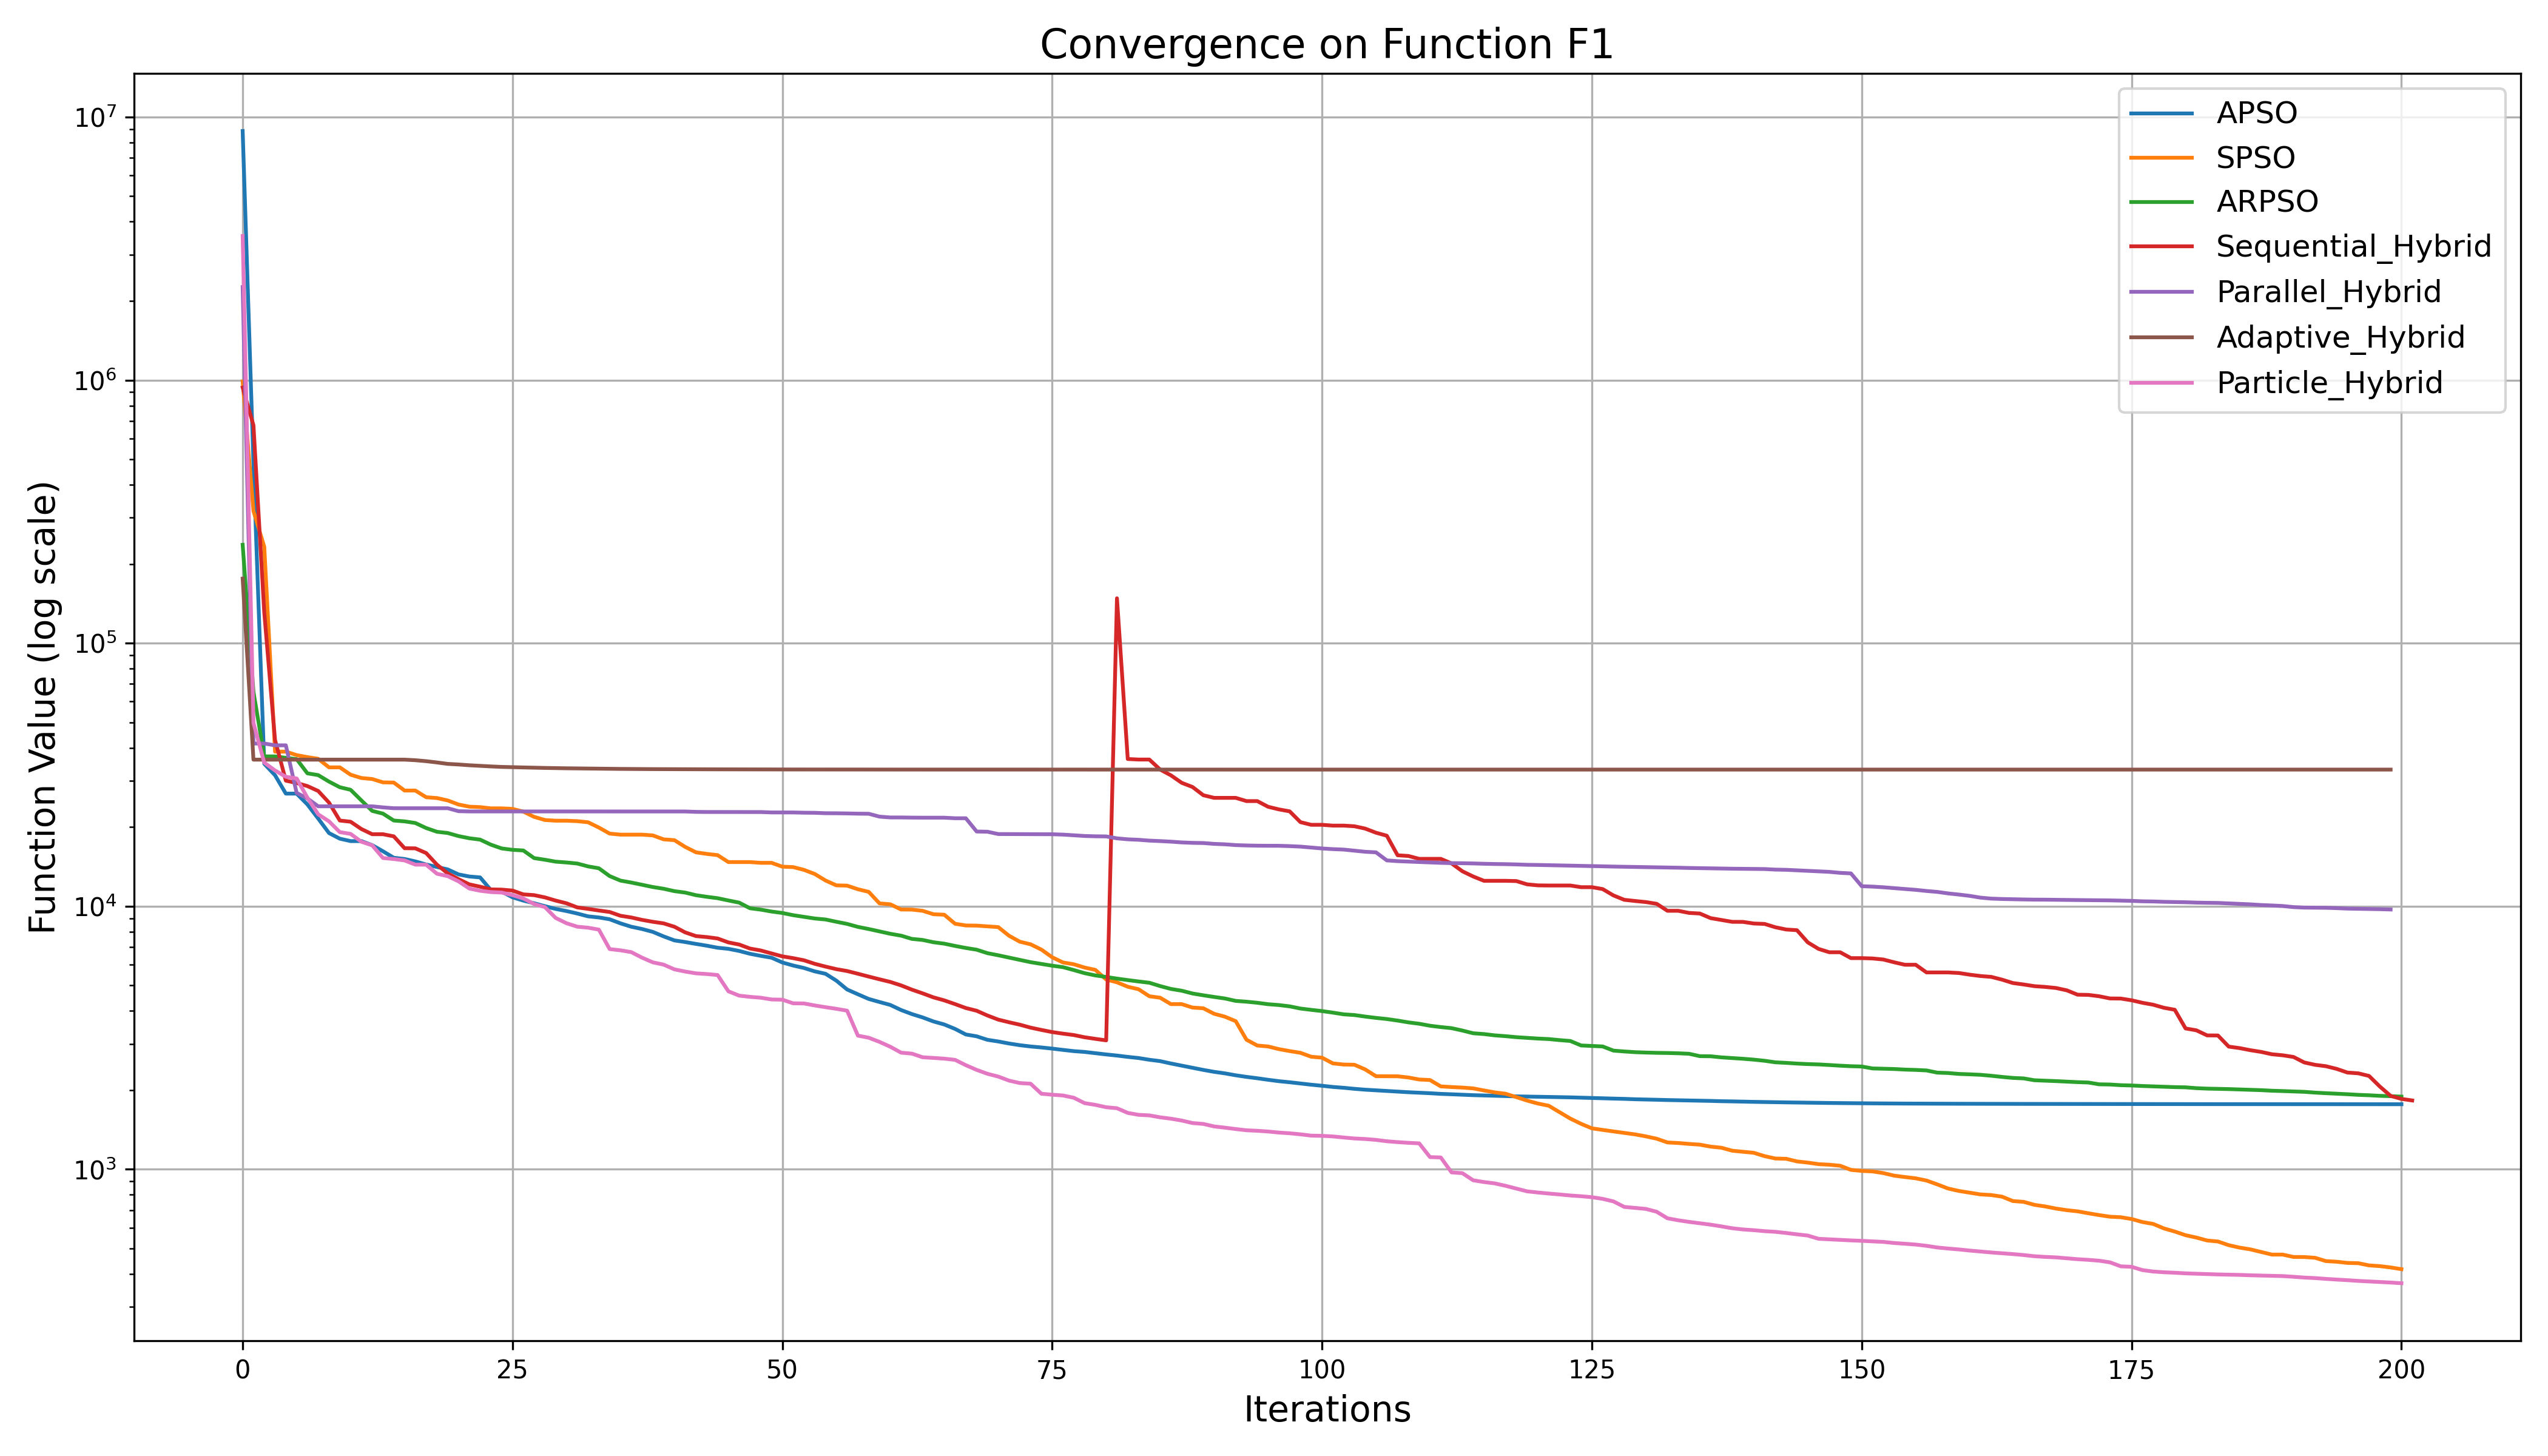 Convergence on Function F1
Function Value (log scale)
10⁷
10⁶
10⁵
10⁴
10³
APSO
SPSO
ARPSO
Sequential_Hybrid
Parallel_Hybrid
Adaptive_Hybrid
Particle_Hybrid
0 25 50 75 100 125 150 175 200
Iterations